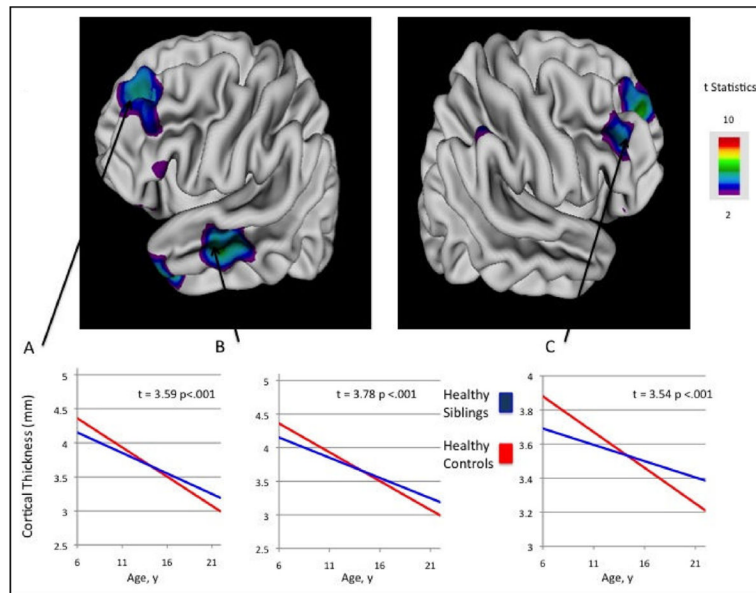 t Statistics
10
2
A
B
C
Cortical Thickness (mm)
5
4.5
4
3.5
3
2.5
t = 3.59 p<.001
6
11
16
21
Age, y
5
4.5
4
3.5
3
2.5
t = 3.78 p <.001
6
11
16
21
Age, y
Healthy
Siblings
Healthy
Controls
4
3.8
3.6
3.4
3.2
3
t = 3.54 p <.001
6
11
16
21
Age, y